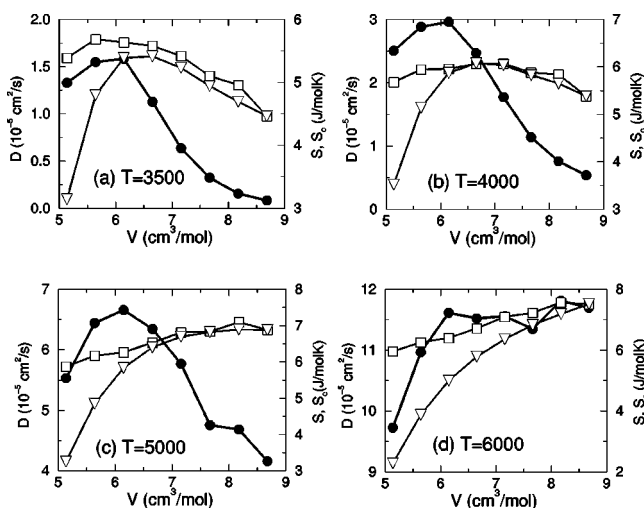 2.0
1.5
1.0
0.5
0.0
6
5
4
3
5 6 7 8 9
D (10⁻⁵ cm²/s)
S, Sc (J/molK)
(a) T=3500
V (cm³/mol)
3
2
1
0
7
6
5
4
3
5 6 7 8 9
D (10⁻⁵ cm²/s)
S, Sc (J/molK)
(b) T=4000
V (cm³/mol)
7
6
5
4
8
7
6
5
4
3
5 6 7 8 9
D (10⁻⁵ cm²/s)
S, Sc (J/molK)
(c) T=5000
V (cm³/mol)
12
11
10
9
8
6
4
2
5 6 7 8 9
D (10⁻⁵ cm²/s)
S, Sc (J/molK)
(d) T=6000
V (cm³/mol)